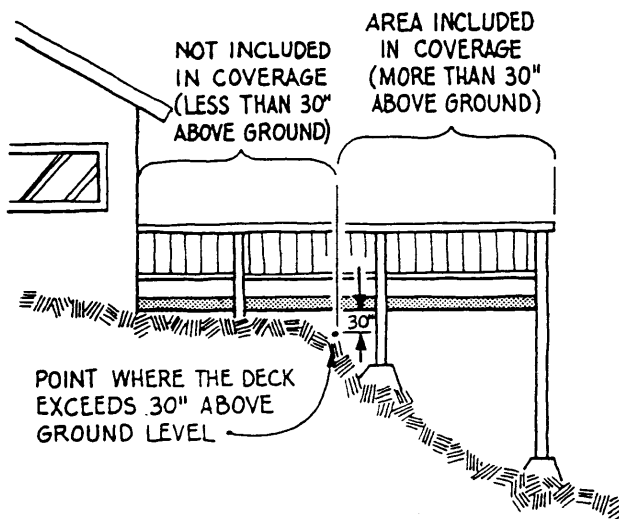 NOT INCLUDED
IN COVERAGE
(LESS THAN 30"
ABOVE GROUND)
AREA INCLUDED
IN COVERAGE
(MORE THAN 30"
ABOVE GROUND)
30"
POINT WHERE THE DECK
EXCEEDS 30" ABOVE
GROUND LEVEL